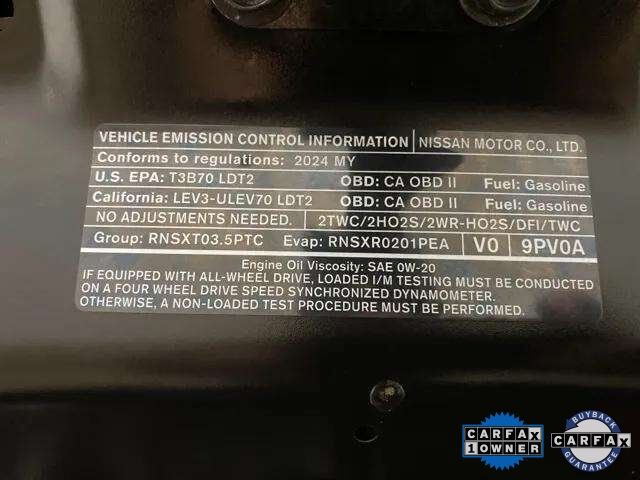 VEHICLE EMISSION CONTROL INFORMATION NISSAN MOTOR CO., LTD.
Conforms to regulations: 2024 MY
U.S. EPA: T3B70 LDT2 OBD: CA OBD II Fuel: Gasoline
California: LEV3-ULEV70 LDT2 OBD: CA OBD II Fuel: Gasoline
NO ADJUSTMENTS NEEDED. 2TWC/2HO2S/2WR-HO2S/DFI/TWC
Group: RNSXT03.5PTC Evap: RNSXR0201PEA V0 9PV0A
Engine Oil Viscosity: SAE 0W-20
IF EQUIPPED WITH ALL-WHEEL DRIVE, LOADED I/M TESTING MUST BE CONDUCTED
ON A FOUR WHEEL DRIVE SPEED SYNCHRONIZED DYNAMOMETER.
OTHERWISE, A NON-LOADED TEST PROCEDURE MUST BE PERFORMED.
CARFAX
1 OWNER
BUYBACK
CARFAX
GUARANTEE